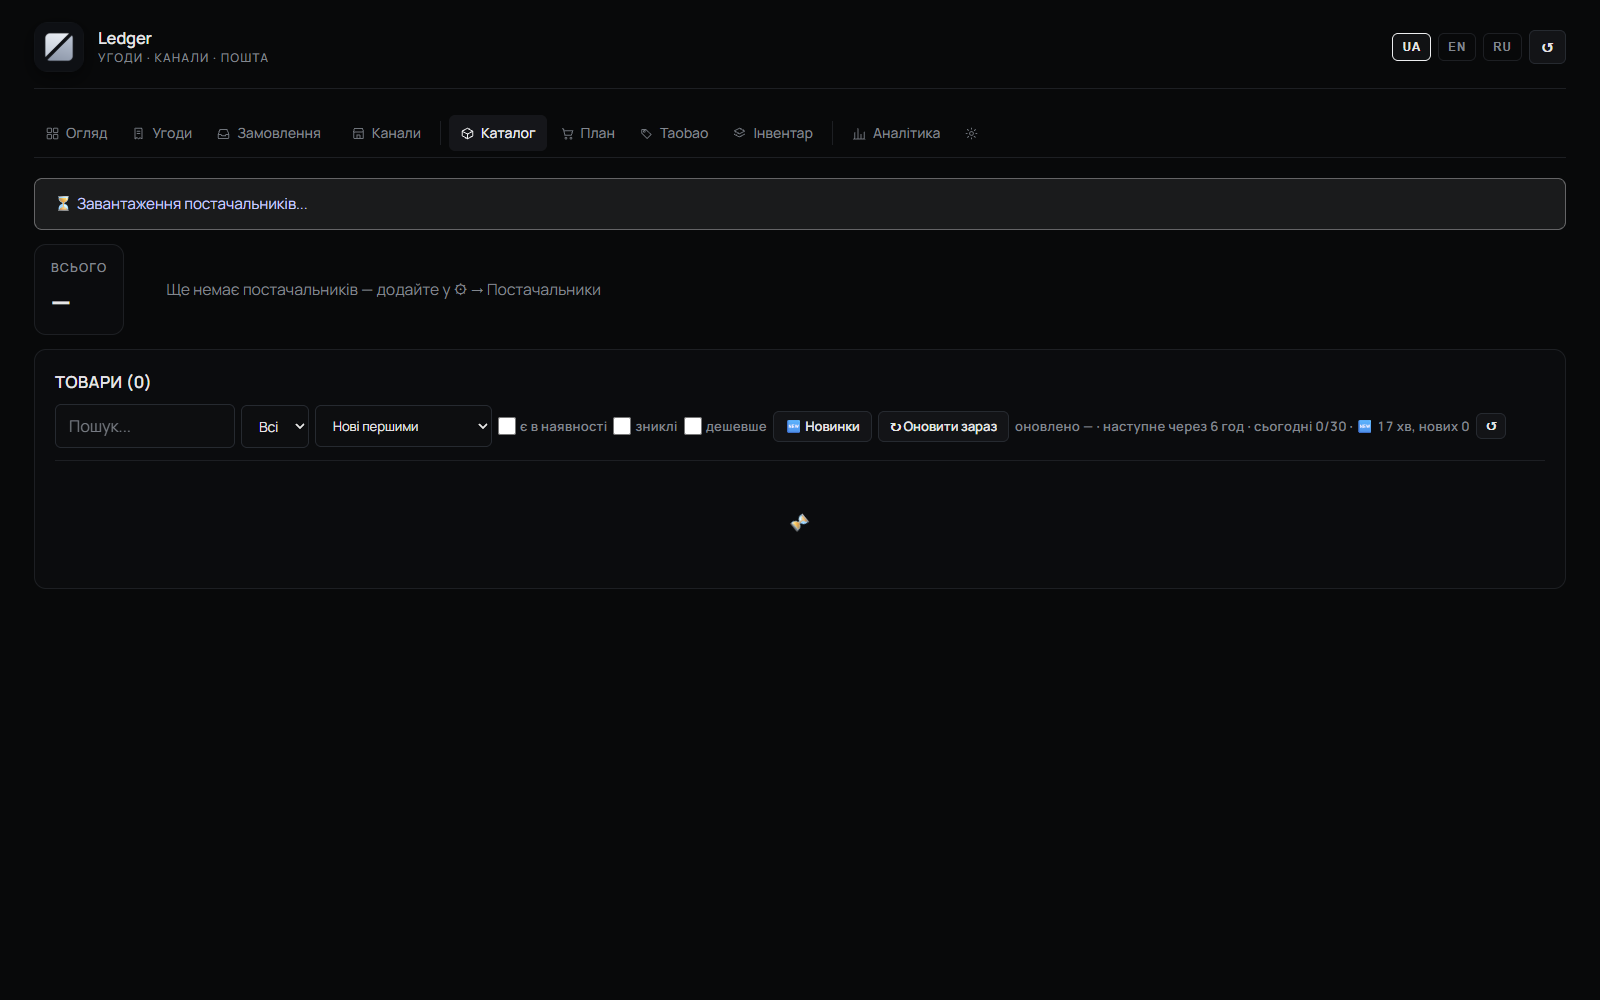 Ledger
УГОДИ · КАНАЛИ · ПОШТА
UA EN RU ↺
Огляд Угоди Замовлення Канали Каталог План Taobao Інвентар Аналітика
⏳ Завантаження постачальників...
ВСЬОГО
—
Ще немає постачальників — додайте у ⚙ → Постачальники
ТОВАРИ (0)
Пошук... Всі Нові першими є в наявності зниклі дешевше 🆕 Новинки ↻ Оновити зараз оновлено — · наступне через 6 год · сьогодні 0/30 · 🆕 17 хв, нових 0 ↺